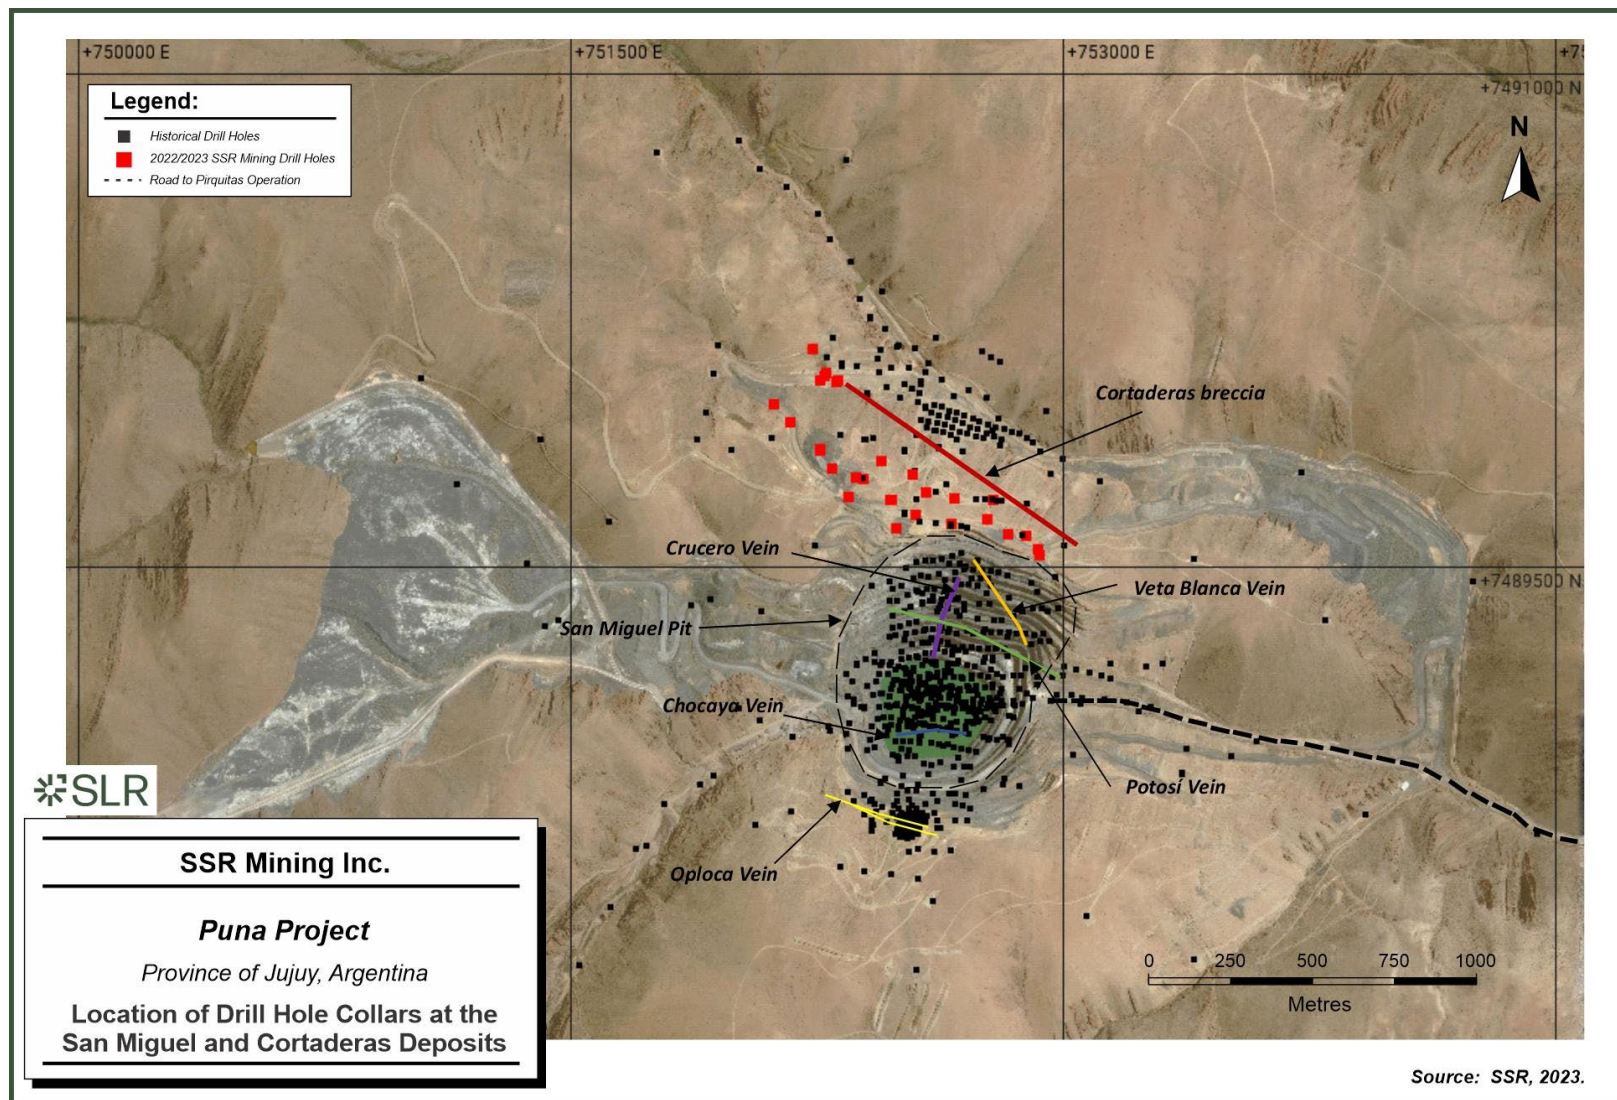 +750000 E
+751500 E
+753000 E
+75
+7491000 N
Legend:
Historical Drill Holes
2022/2023 SSR Mining Drill Holes
Road to Pirquitas Operation
N
Cortaderas breccia
Crucero Vein
Veta Blanca Vein
+7489500 N
San Miguel Pit
Chocaya Vein
Potosí Vein
Oploca Vein
SLR
SSR Mining Inc.
Puna Project
Province of Jujuy, Argentina
Location of Drill Hole Collars at the
San Miguel and Cortaderas Deposits
0 250 500 750 1000
Metres
Source: SSR, 2023.